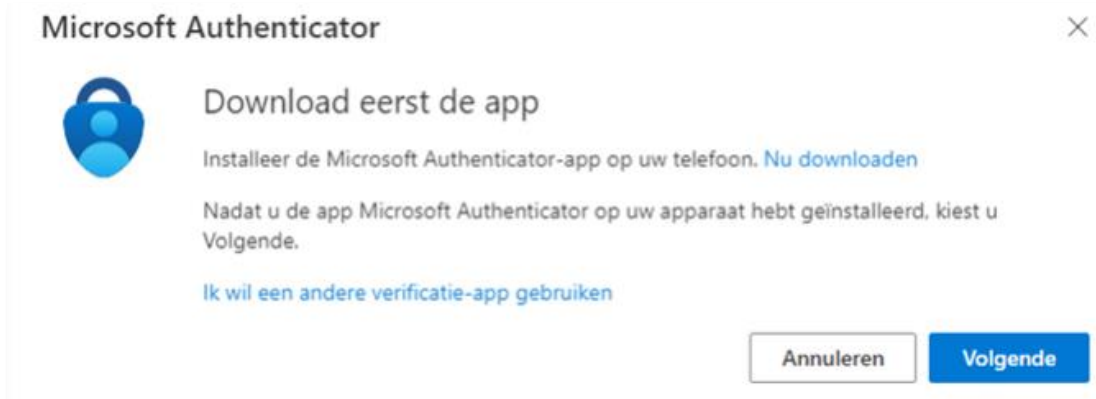 Microsoft Authenticator
Download eerst de app
Installeer de Microsoft Authenticator-app op uw telefoon. Nu downloaden
Nadat u de app Microsoft Authenticator op uw apparaat hebt geïnstalleerd, kiest u
Volgende.
Ik wil een andere verificatie-app gebruiken
Annuleren Volgende